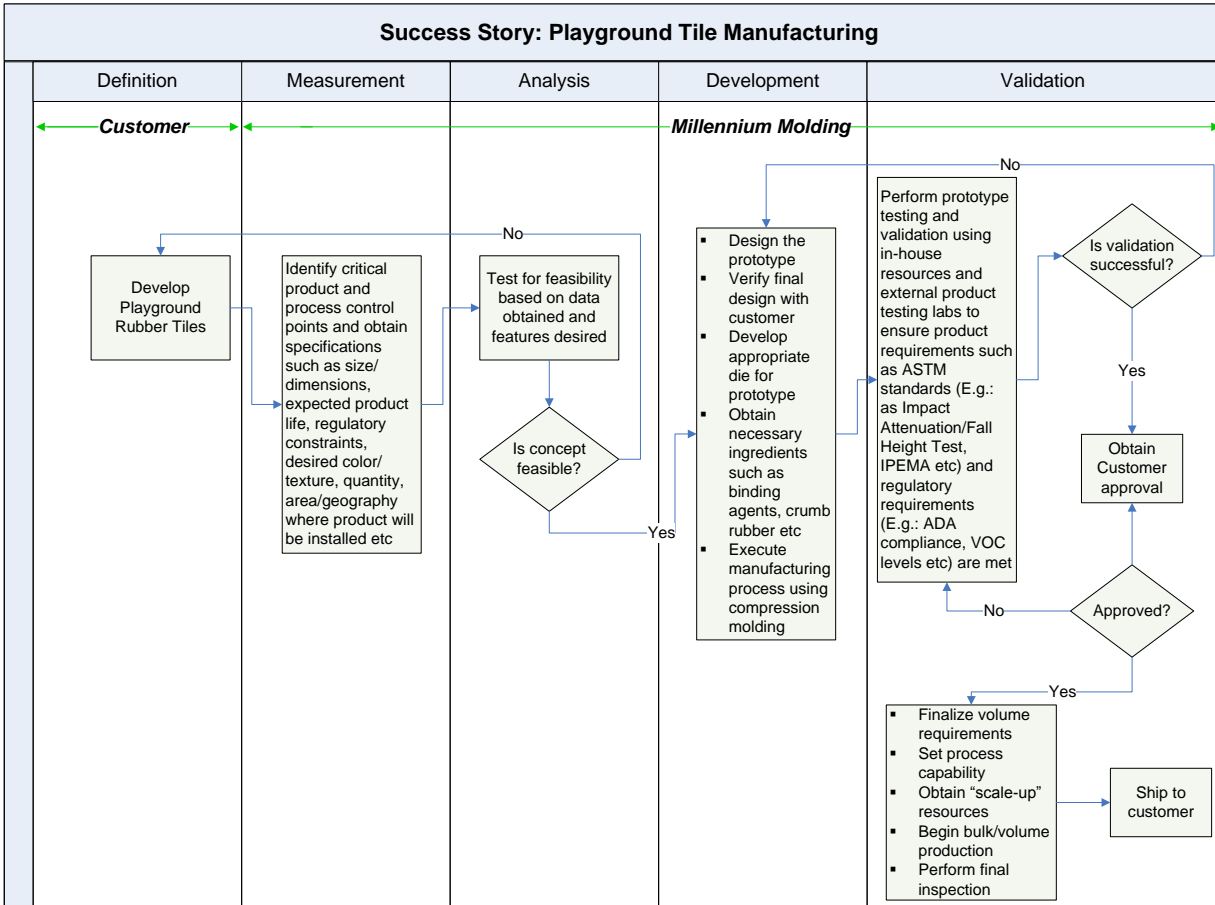 Success Story: Playground Tile Manufacturing
Definition
Measurement
Analysis
Development
Validation
Customer
Millennium Molding
No
No
Develop
Playground
Rubber Tiles
Identify critical
product and
process control
points and obtain
specifications
such as size/
dimensions,
expected product
life, regulatory
constraints,
desired color/
texture, quantity,
area/geography
where product will
be installed etc
Test for feasibility
based on data
obtained and
features desired
Is concept
feasible?
Yes
▪ Design the
prototype
▪ Verify final
design with
customer
▪ Develop
appropriate
die for
prototype
▪ Obtain
necessary
ingredients
such as
binding
agents, crumb
rubber etc
▪ Execute
manufacturing
process using
compression
molding
Perform prototype
testing and
validation using
in-house
resources and
external product
testing labs to
ensure product
requirements such
as ASTM
standards (E.g.:
as Impact
Attenuation/Fall
Height Test,
IPEMA etc) and
regulatory
requirements
(E.g.: ADA
compliance, VOC
levels etc) are met
Is validation
successful?
Yes
Obtain
Customer
approval
Approved?
No
Yes
▪ Finalize volume
requirements
▪ Set process
capability
▪ Obtain “scale-up”
resources
▪ Begin bulk/volume
production
▪ Perform final
inspection
Ship to
customer